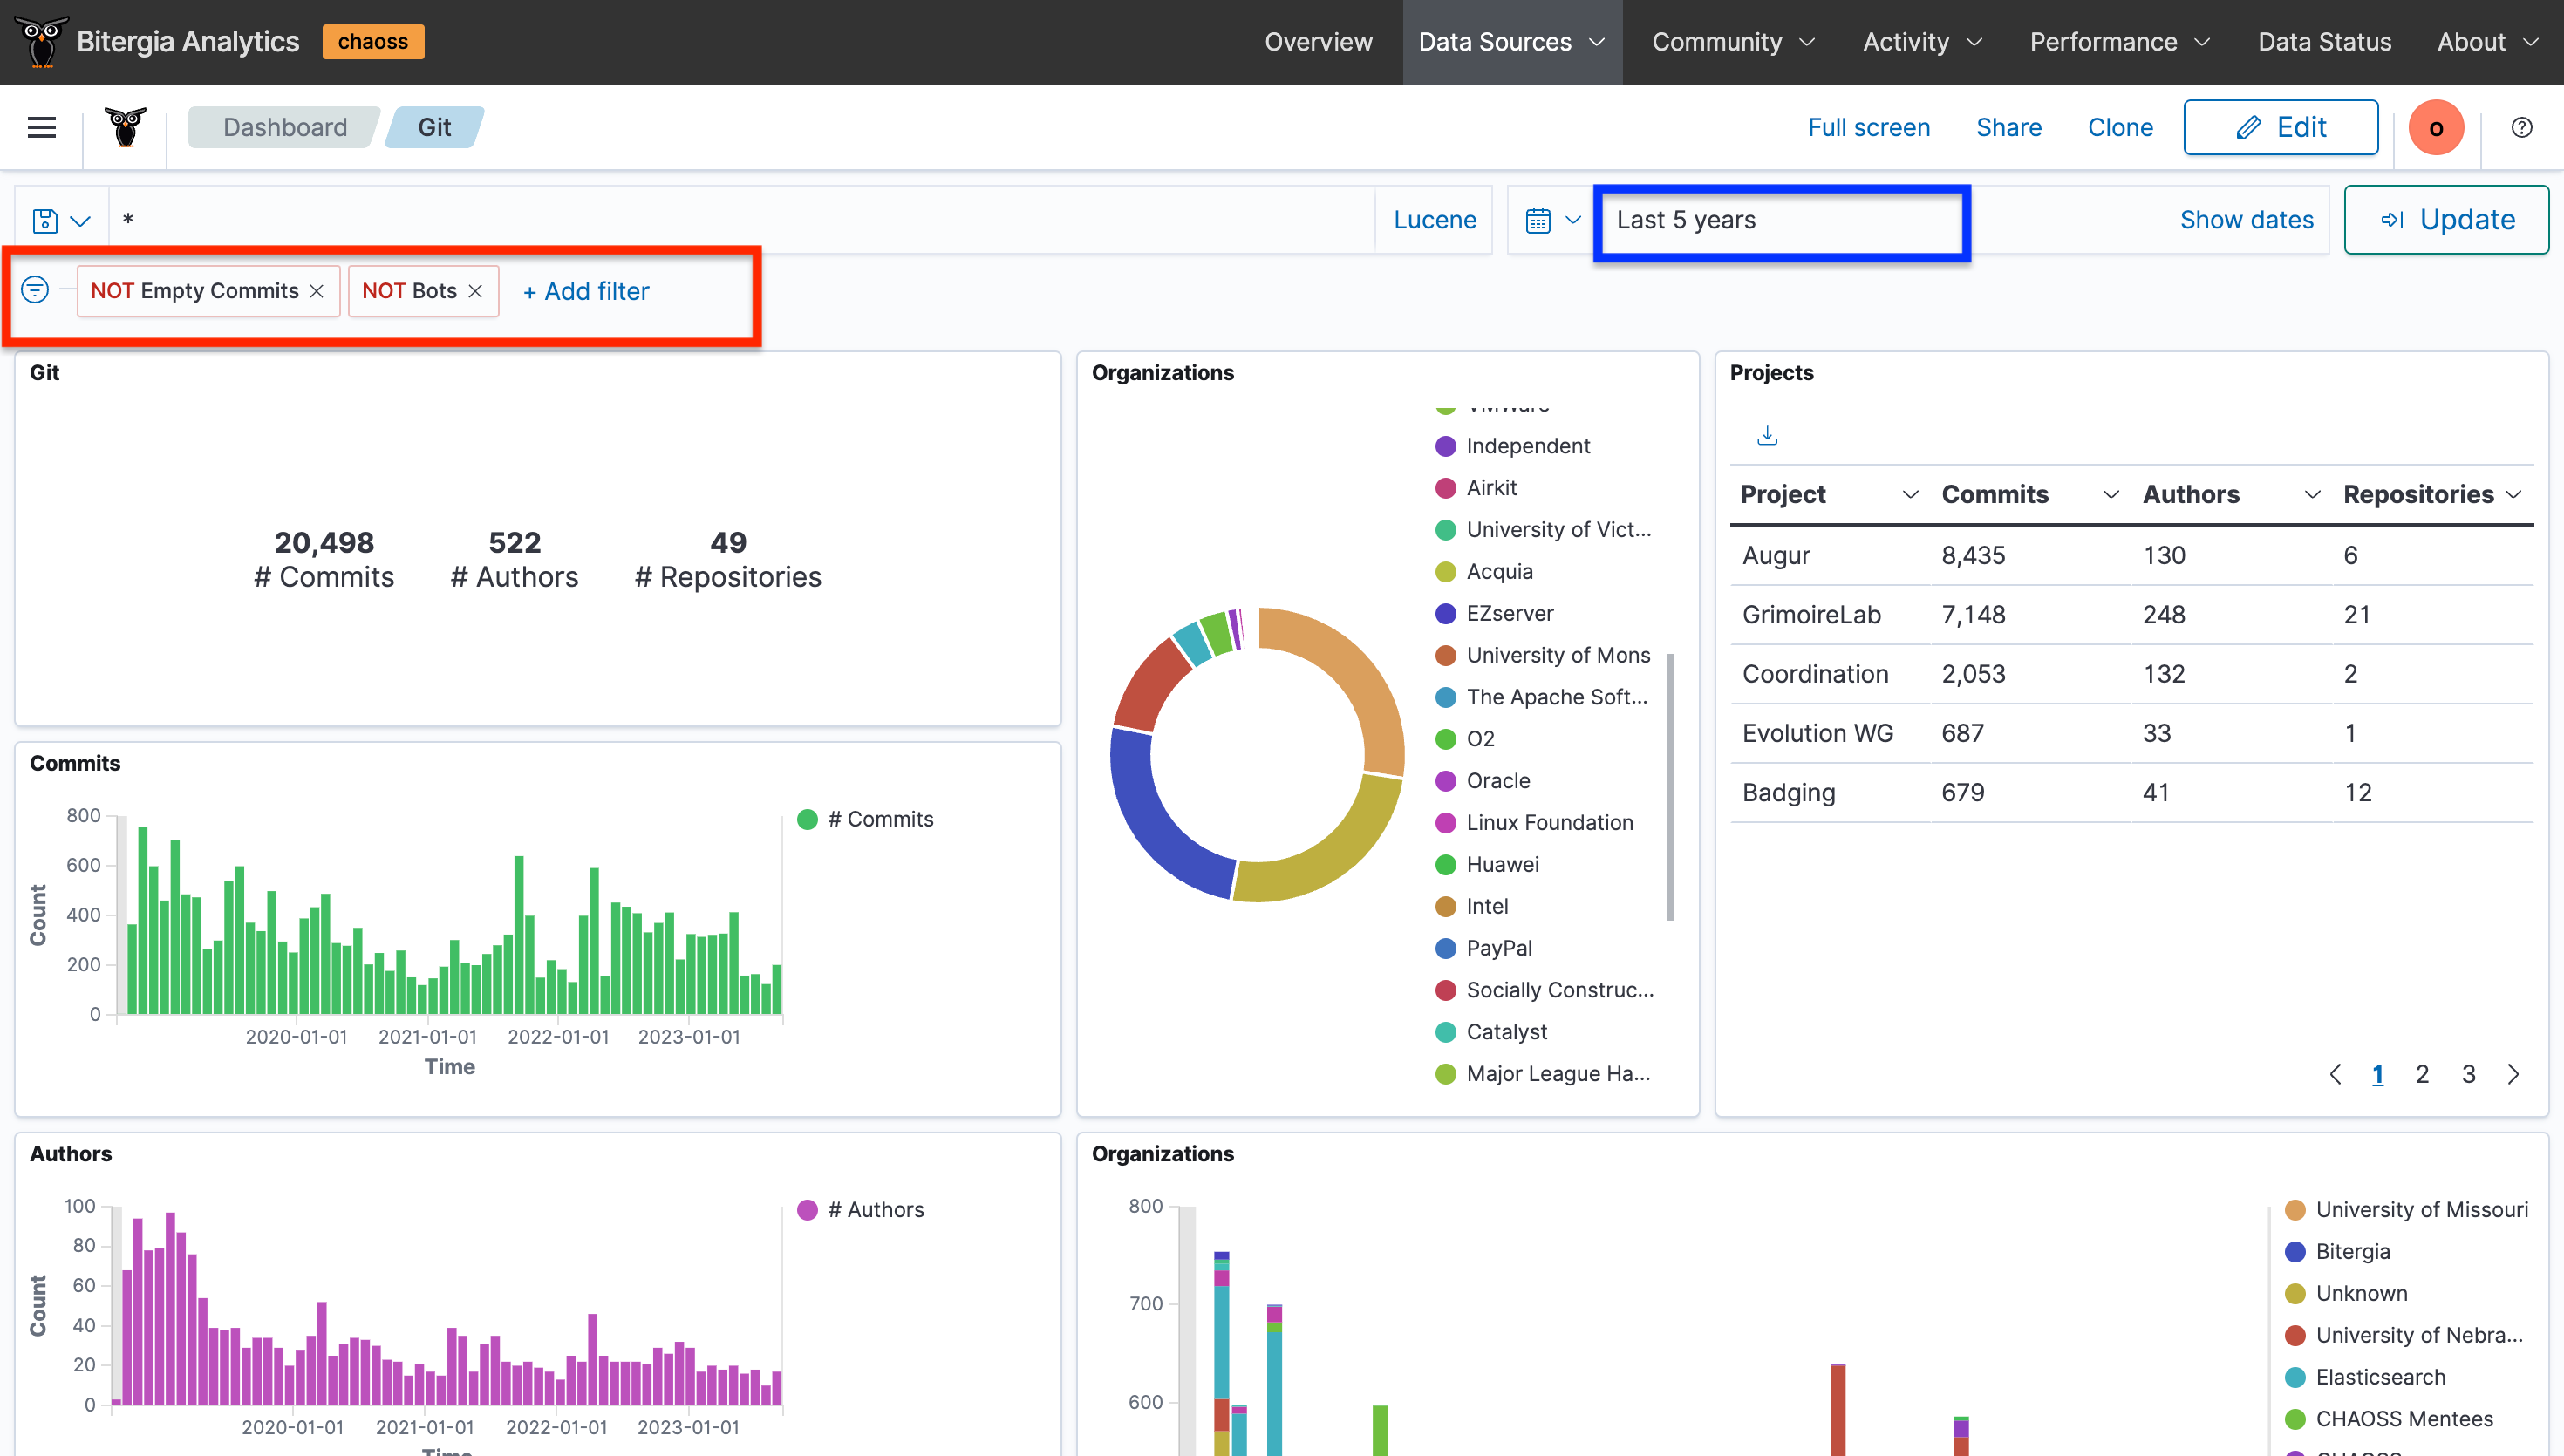 Bitergia Analytics chaoss Overview Data Sources Community Activity Performance Data Status About
Dashboard Git Full screen Share Clone Edit o
* Lucene Last 5 years Show dates Update
NOT Empty Commits NOT Bots + Add filter
Git
20,498 522 49
# Commits # Authors # Repositories
Commits
800
600
400
200
0
Count
2020-01-01 2021-01-01 2022-01-01 2023-01-01
Time
# Commits
Organizations
VMware
Independent
Airkit
University of Vict...
Acquia
EZserver
University of Mons
The Apache Soft...
O2
Oracle
Linux Foundation
Huawei
Intel
PayPal
Socially Construc...
Catalyst
Major League Ha...
Projects
Project Commits Authors Repositories
Augur 8,435 130 6
GrimoireLab 7,148 248 21
Coordination 2,053 132 2
Evolution WG 687 33 1
Badging 679 41 12
1 2 3
Authors
100
80
60
40
20
0
Count
2020-01-01 2021-01-01 2022-01-01 2023-01-01
Time
# Authors
Organizations
800
700
600
University of Missouri
Bitergia
Unknown
University of Nebra...
Elasticsearch
CHAOSS Mentees
CHAOSS